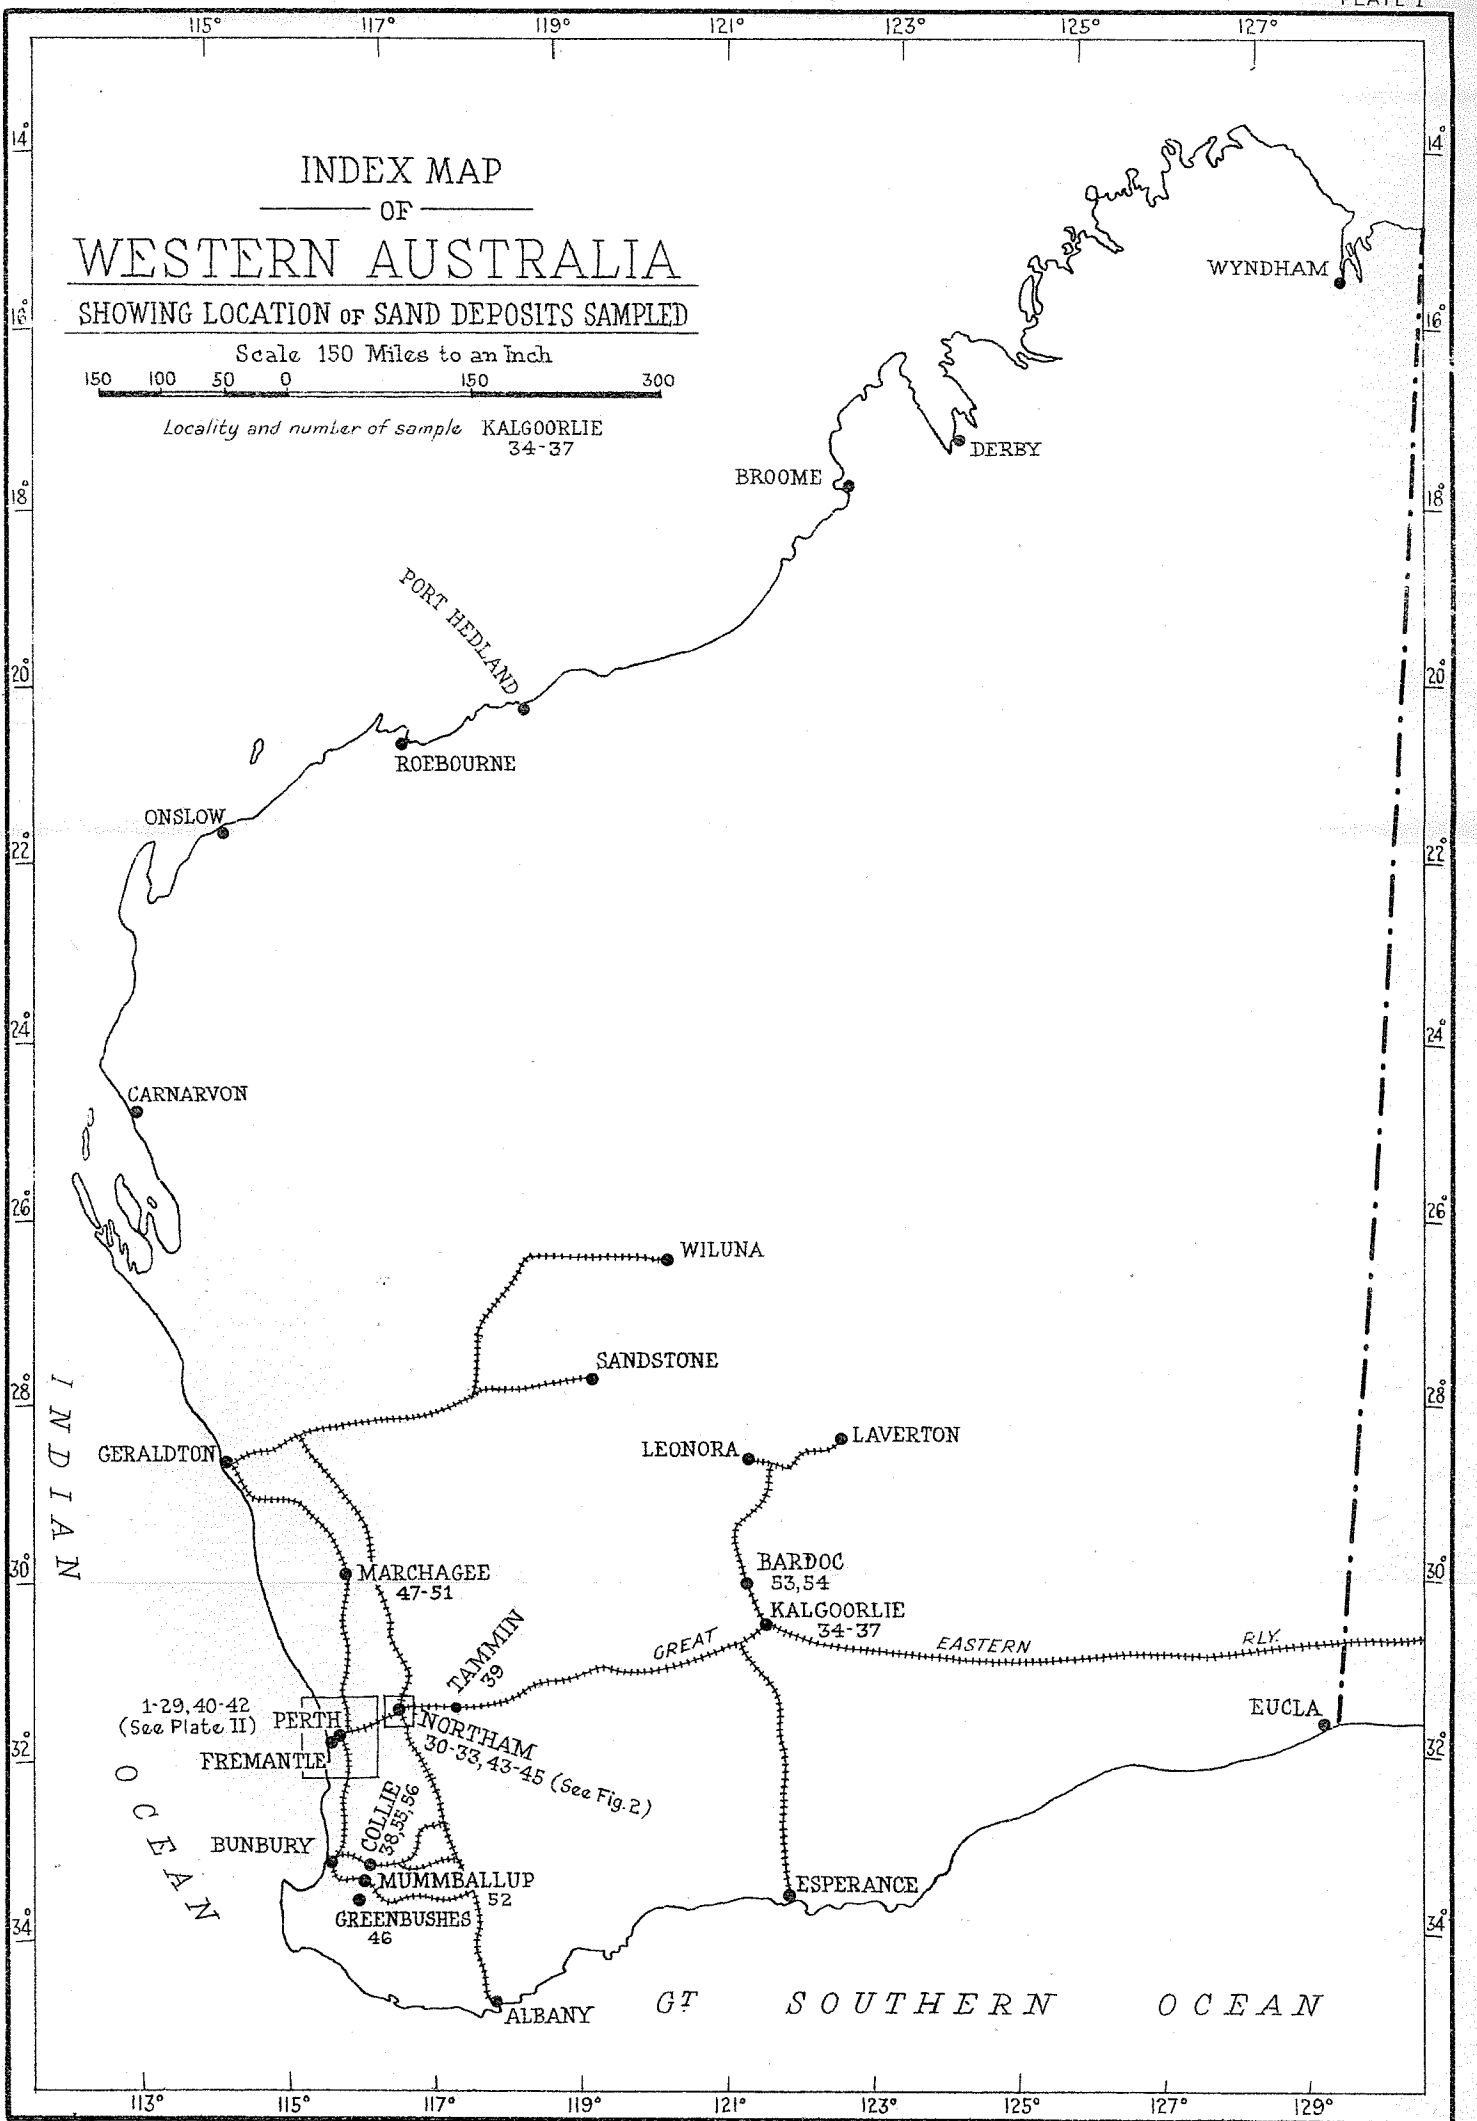 PLATE I
115° 117° 119° 121° 123° 125° 127°
14° 14°
INDEX MAP
OF
WESTERN AUSTRALIA
SHOWING LOCATION OF SAND DEPOSITS SAMPLED
Scale 150 Miles to an Inch
150 100 50 0 150 300
Locality and number of sample KALGOORLIE
34-37
WYNDHAM
16° 16°
DERBY
BROOME
18° 18°
PORT HEDLAND
20° 20°
ROEBOURNE
ONSLOW
22° 22°
24° 24°
CARNARVON
26° 26°
WILUNA
SANDSTONE
28° 28°
INDIAN
GERALDTON
LEONORA
LAVERTON
30° 30°
MARCHAGEE
47-51
BARDOC
53,54
KALGOORLIE
34-37
GREAT EASTERN RLY.
TAMMIN
39
1-29,40-42
(See Plate II)
PERTH
NORTHAM
30-33,43-45 (See Fig.2)
EUCLA
32° 32°
FREMANTLE
OCEAN
COLLIE
38,55,56
BUNBURY
MUMMBALLUP
52
ESPERANCE
GREENBUSHES
46
34° 34°
ALBANY
GT SOUTHERN OCEAN
113° 115° 117° 119° 121° 123° 125° 127° 129°